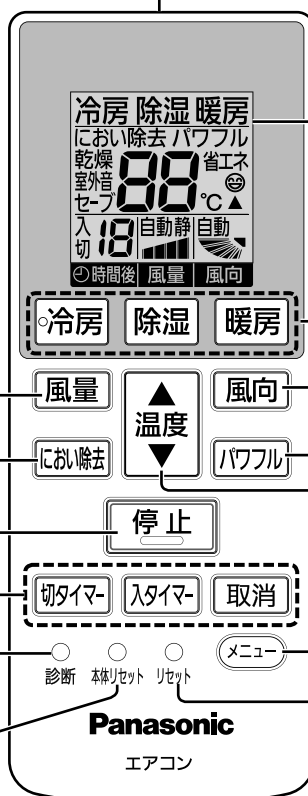 冷房 除湿 暖房
におい除去 パワフル
乾燥 省エネ
室外音
セーブ 88 ℃ ▲
入 切 18 自動静 自動
時間後 風量 風向
冷房 除湿 暖房
風量 ▲ 温度 ▼ 風向
におい除去 パワフル
停止
切タイマー 入タイマー 取消
診断 本体リセット リセット メニュー
Panasonic
エアコン